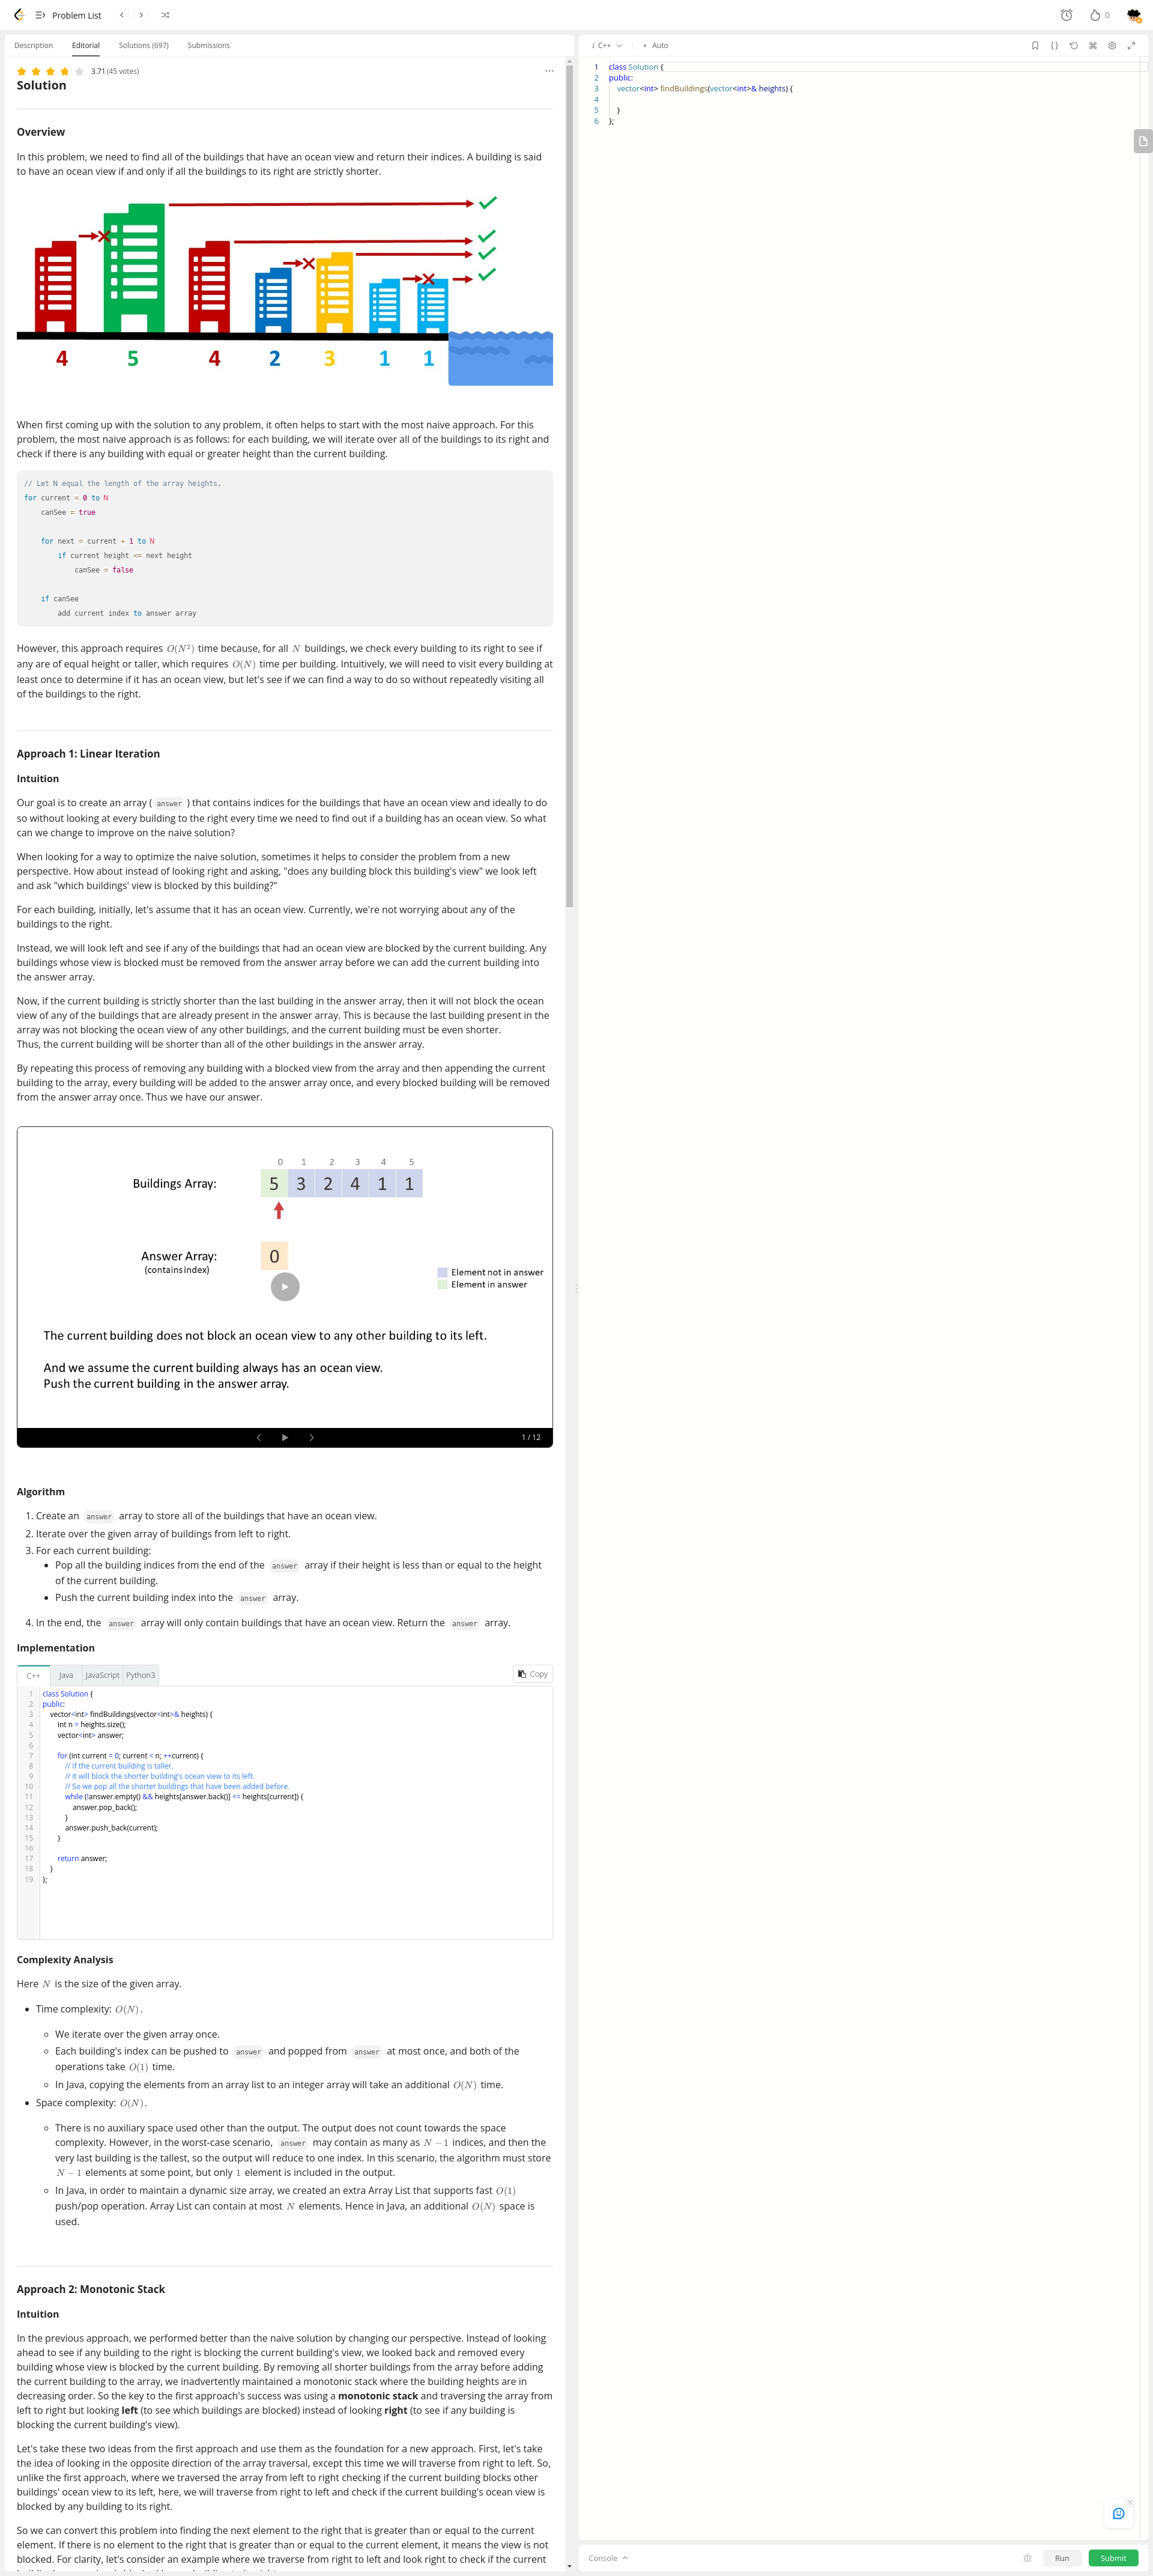 Problem List
0
Description Editorial Solutions (697) Submissions
3.71 (45 votes)
Solution
Overview
In this problem, we need to find all of the buildings that have an ocean view and return their indices. A building is said
to have an ocean view if and only if all the buildings to its right are strictly shorter.
4 5 4 2 3 1 1
When first coming up with the solution to any problem, it often helps to start with the most naive approach. For this
problem, the most naive approach is as follows: for each building, we will iterate over all of the buildings to its right and
check if there is any building with equal or greater height than the current building.
// Let N equal the length of the array heights.
for current = 0 to N
canSee = true
for next = current + 1 to N
if current height <= next height
canSee = false
if canSee
add current index to answer array
However, this approach requires O(N²) time because, for all N buildings, we check every building to its right to see if
any are of equal height or taller, which requires O(N) time per building. Intuitively, we will need to visit every building at
least once to determine if it has an ocean view, but let's see if we can find a way to do so without repeatedly visiting all
of the buildings to the right.
Approach 1: Linear Iteration
Intuition
Our goal is to create an array ( answer ) that contains indices for the buildings that have an ocean view and ideally to do
so without looking at every building to the right every time we need to find out if a building has an ocean view. So what
can we change to improve on the naive solution?
When looking for a way to optimize the naive solution, sometimes it helps to consider the problem from a new
perspective. How about instead of looking right and asking, "does any building block this building's view" we look left
and ask "which buildings' view is blocked by this building?"
For each building, initially, let's assume that it has an ocean view. Currently, we're not worrying about any of the
buildings to the right.
Instead, we will look left and see if any of the buildings that had an ocean view are blocked by the current building. Any
buildings whose view is blocked must be removed from the answer array before we can add the current building into
the answer array.
Now, if the current building is strictly shorter than the last building in the answer array, then it will not block the ocean
view of any of the buildings that are already present in the answer array. This is because the last building present in the
array was not blocking the ocean view of any other buildings, and the current building must be even shorter.
Thus, the current building will be shorter than all of the other buildings in the answer array.
By repeating this process of removing any building with a blocked view from the array and then appending the current
building to the array, every building will be added to the answer array once, and every blocked building will be removed
from the answer array once. Thus we have our answer.
0 1 2 3 4 5
Buildings Array: 5 3 2 4 1 1
Answer Array: 0
(contains index)
Element not in answer
Element in answer
The current building does not block an ocean view to any other building to its left.
And we assume the current building always has an ocean view.
Push the current building in the answer array.
1 / 12
Algorithm
1. Create an answer array to store all of the buildings that have an ocean view.
2. Iterate over the given array of buildings from left to right.
3. For each current building:
• Pop all the building indices from the end of the answer array if their height is less than or equal to the height
of the current building.
• Push the current building index into the answer array.
4. In the end, the answer array will only contain buildings that have an ocean view. Return the answer array.
Implementation
C++ Java JavaScript Python3 Copy
1 class Solution {
2 public:
3 vector<int> findBuildings(vector<int>& heights) {
4 int n = heights.size();
5 vector<int> answer;
6
7 for (int current = 0; current < n; ++current) {
8 // If the current building is taller,
9 // it will block the shorter building's ocean view to its left.
10 // So we pop all the shorter buildings that have been added before.
11 while (!answer.empty() && heights[answer.back()] <= heights[current]) {
12 answer.pop_back();
13 }
14 answer.push_back(current);
15 }
16
17 return answer;
18 }
19 };
Complexity Analysis
Here N is the size of the given array.
• Time complexity: O(N).
◦ We iterate over the given array once.
◦ Each building's index can be pushed to answer and popped from answer at most once, and both of the
operations take O(1) time.
◦ In Java, copying the elements from an array list to an integer array will take an additional O(N) time.
• Space complexity: O(N).
◦ There is no auxiliary space used other than the output. The output does not count towards the space
complexity. However, in the worst-case scenario, answer may contain as many as N − 1 indices, and then the
very last building is the tallest, so the output will reduce to one index. In this scenario, the algorithm must store
N − 1 elements at some point, but only 1 element is included in the output.
◦ In Java, in order to maintain a dynamic size array, we created an extra Array List that supports fast O(1)
push/pop operation. Array List can contain at most N elements. Hence in Java, an additional O(N) space is
used.
Approach 2: Monotonic Stack
Intuition
In the previous approach, we performed better than the naive solution by changing our perspective. Instead of looking
ahead to see if any building to the right is blocking the current building's view, we looked back and removed every
building whose view is blocked by the current building. By removing all shorter buildings from the array before adding
the current building to the array, we inadvertently maintained a monotonic stack where the building heights are in
decreasing order. So the key to the first approach's success was using a monotonic stack and traversing the array from
left to right but looking left (to see which buildings are blocked) instead of looking right (to see if any building is
blocking the current building's view).
Let's take these two ideas from the first approach and use them as the foundation for a new approach. First, let's take
the idea of looking in the opposite direction of the array traversal, except this time we will traverse from right to left. So,
unlike the first approach, where we traversed the array from left to right checking if the current building blocks other
buildings' ocean view to its left, here, we will traverse from right to left and check if the current building's ocean view is
blocked by any building to its right.
So we can convert this problem into finding the next element to the right that is greater than or equal to the current
element. If there is no element to the right that is greater than or equal to the current element, it means the view is not
blocked. For clarity, let's consider an example where we traverse from right to left and look right to check if the current
i C++ • Auto
1 class Solution {
2 public:
3 vector<int> findBuildings(vector<int>& heights) {
4
5 }
6 };
Console Run Submit